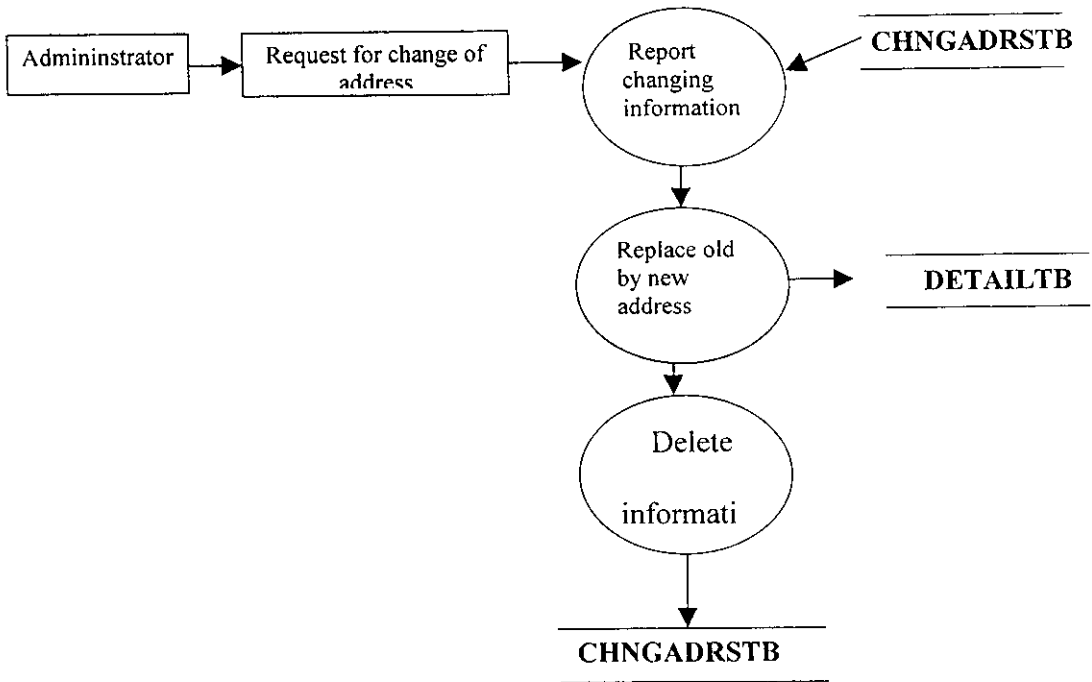 Admininstrator
Request for change of
address
Report
changing
information
CHNGADRSTB
Replace old
by new
address
DETAILTB
Delete
informati
CHNGADRSTB